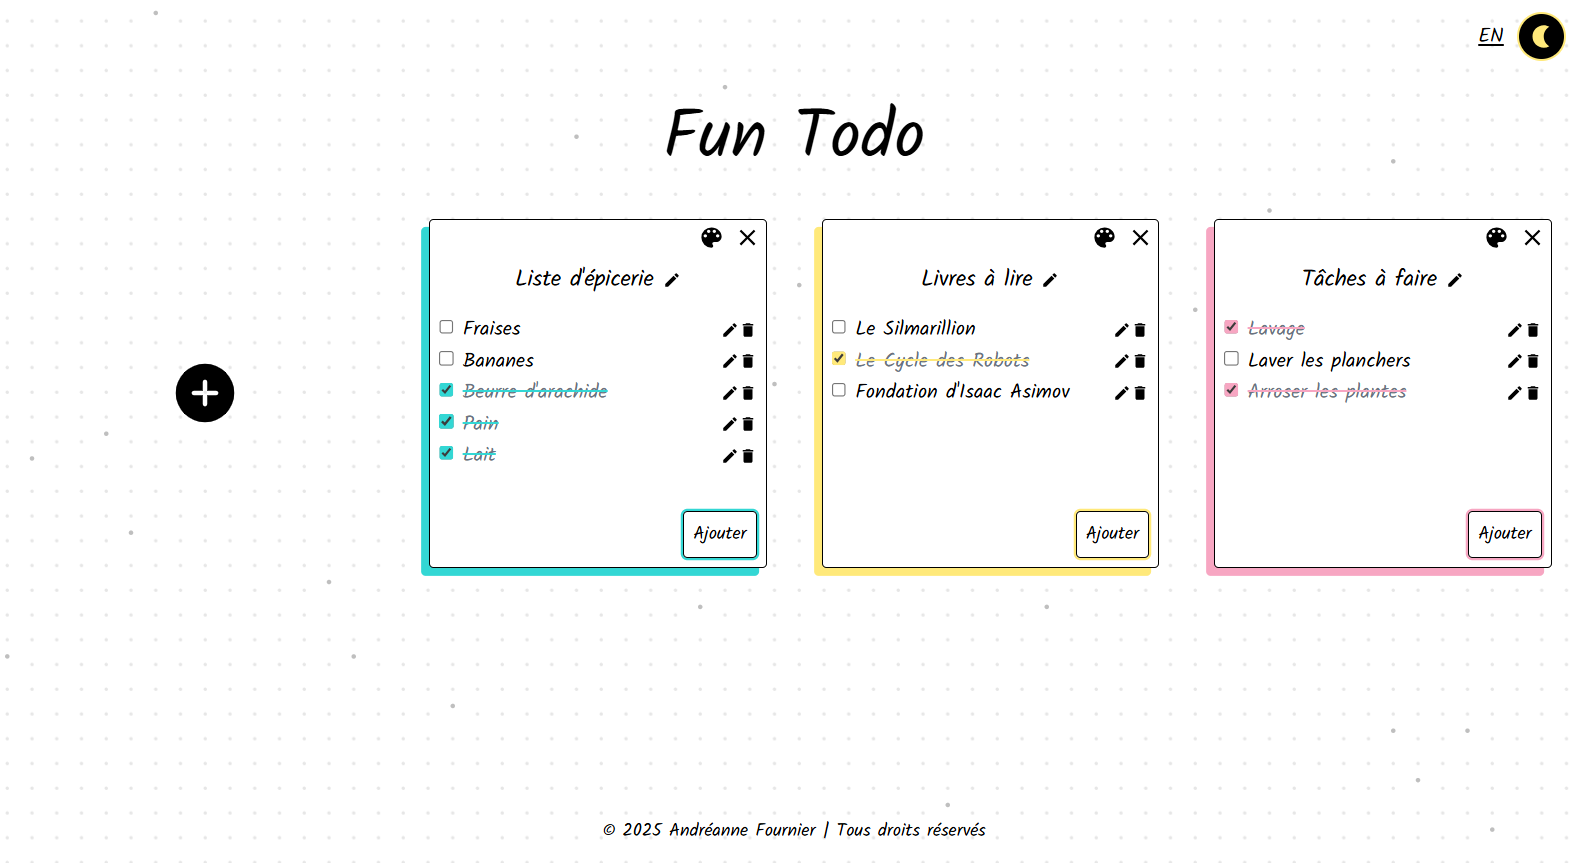 EN
Fun Todo
Liste d'épicerie
Fraises
Bananes
Beurre d'arachide
Pain
Lait
Ajouter
Livres à lire
Le Silmarillion
Le Cycle des Robots
Fondation d'Isaac Asimov
Ajouter
Tâches à faire
Lavage
Laver les planchers
Arroser les plantes
Ajouter
© 2025 Andréanne Fournier | Tous droits réservés